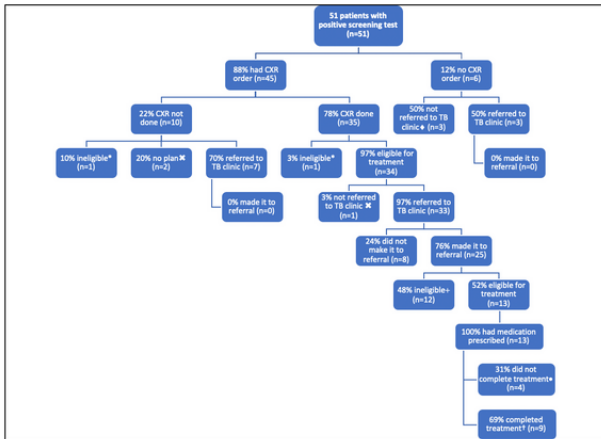 51 patients with
positive screening test
(n=51)
88% had CXR
order (n=45)
12% no CXR
order (n=6)
22% CXR not
done (n=10)
78% CXR done
(n=35)
50% not
referred to TB
clinic♦ (n=3)
50% referred to
TB clinic (n=3)
10% ineligible*
(n=1)
20% no plan✖
(n=2)
70% referred to
TB clinic (n=7)
3% ineligible*
(n=1)
97% eligible for
treatment
(n=34)
0% made it to
referral (n=0)
0% made it to
referral (n=0)
3% not referred
to TB clinic ✖
(n=1)
97% referred to
TB clinic (n=33)
24% did not
make it to
referral (n=8)
76% made it to
referral (n=25)
48% ineligible÷
(n=12)
52% eligible for
treatment
(n=13)
100% had medication
prescribed (n=13)
31% did not
complete treatment•
(n=4)
69% completed
treatment† (n=9)